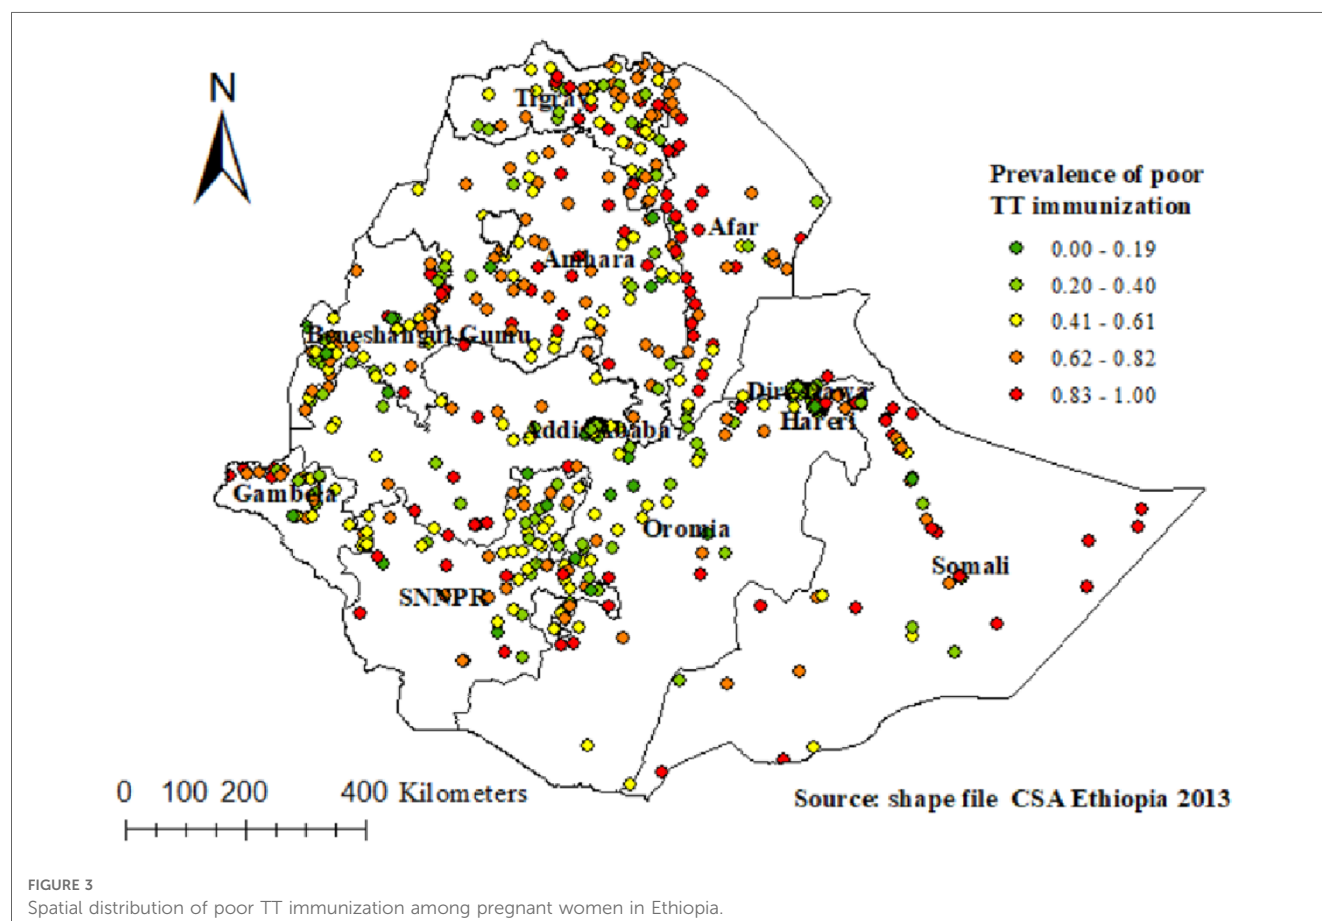 N
Tigray
Prevalence of poor
TT immunization
0.00 - 0.19
0.20 - 0.40
0.41 - 0.61
0.62 - 0.82
0.83 - 1.00
Afar
Amhara
Beneshangul Gumu
Dire Dawa
Hareri
Addis Ababa
Gambela
Oromia
Somali
SNNPR
0 100 200 400 Kilometers
Source: shape file CSA Ethiopia 2013
FIGURE 3
Spatial distribution of poor TT immunization among pregnant women in Ethiopia.